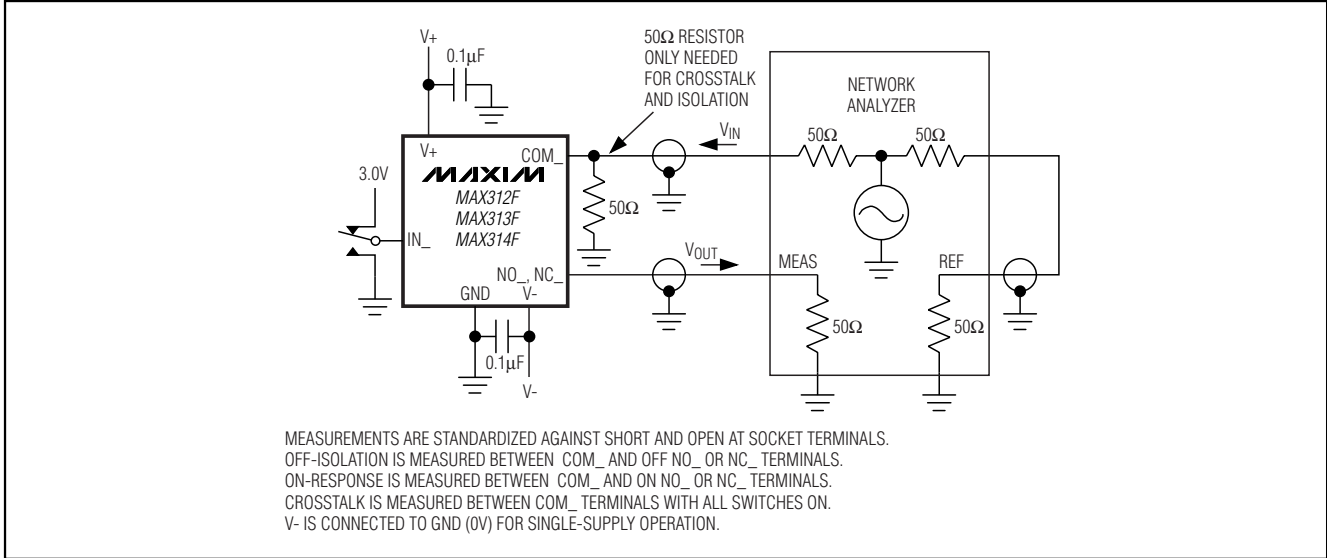 V+
0.1µF
50Ω RESISTOR
ONLY NEEDED
FOR CROSSTALK
AND ISOLATION
NETWORK
ANALYZER
V+
COM_
MAXIM
MAX312F
MAX313F
MAX314F
3.0V
IN_
NO_, NC_
GND
V-
0.1µF
V-
50Ω
VIN
50Ω
50Ω
VOUT
MEAS
REF
50Ω
50Ω
MEASUREMENTS ARE STANDARDIZED AGAINST SHORT AND OPEN AT SOCKET TERMINALS.
OFF-ISOLATION IS MEASURED BETWEEN COM_ AND OFF NO_ OR NC_ TERMINALS.
ON-RESPONSE IS MEASURED BETWEEN COM_ AND ON NO_ OR NC_ TERMINALS.
CROSSTALK IS MEASURED BETWEEN COM_ TERMINALS WITH ALL SWITCHES ON.
V- IS CONNECTED TO GND (0V) FOR SINGLE-SUPPLY OPERATION.